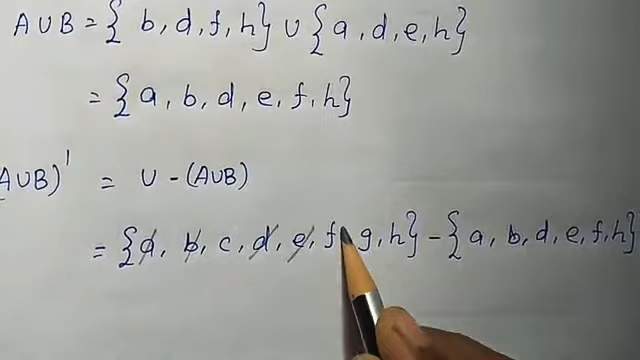 A∪B = { b, d, f, h} ∪ {a, d, e, h}
= {a, b, d, e, f, h}
(A∪B)' = U - (A∪B)
= {a, b, c, d, e, f, g, h} - {a, b, d, e, f, h}